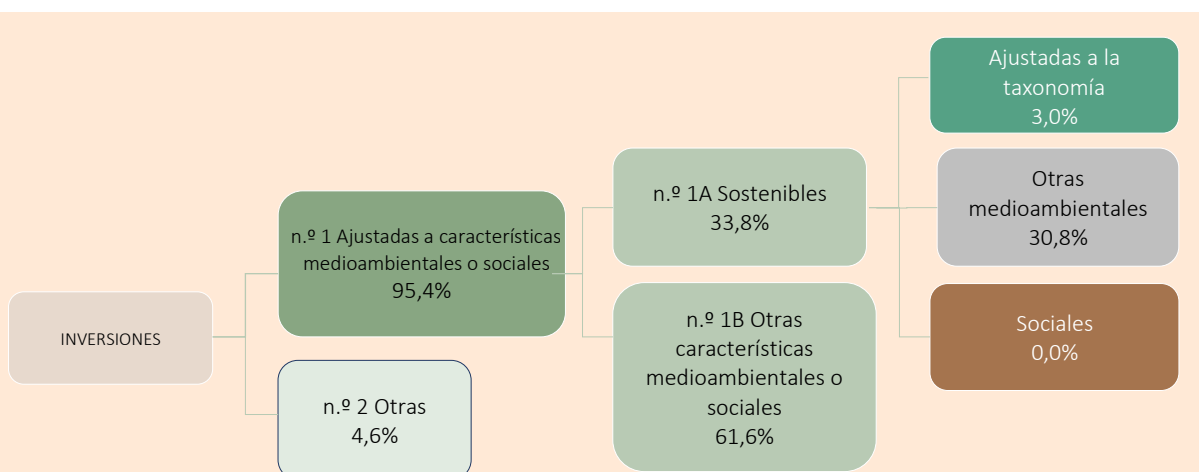 INVERSIONES
n.º 1 Ajustadas a características
medioambientales o sociales
95,4%
n.º 2 Otras
4,6%
n.º 1A Sostenibles
33,8%
n.º 1B Otras
características
medioambientales o
sociales
61,6%
Ajustadas a la
taxonomía
3,0%
Otras
medioambientales
30,8%
Sociales
0,0%